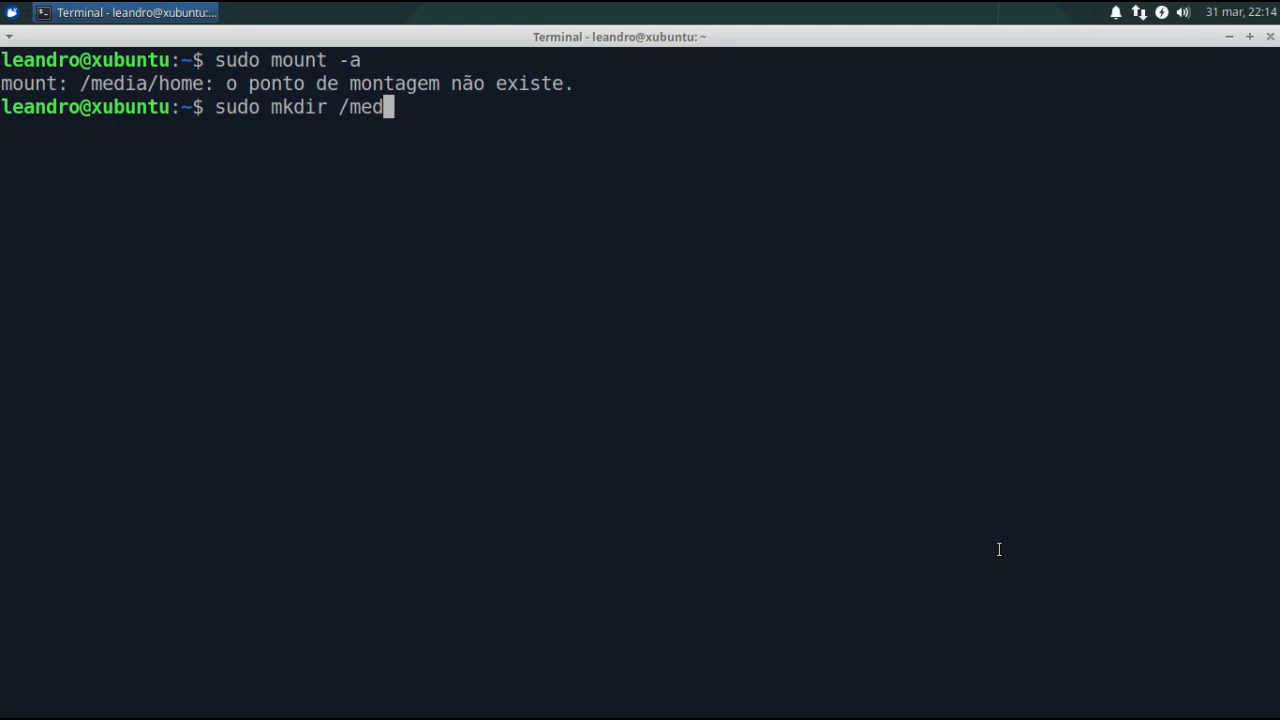 Terminal - leandro@xubuntu:...
31 mar, 22:14
Terminal - leandro@xubuntu: ~
leandro@xubuntu:~$ sudo mount -a
mount: /media/home: o ponto de montagem não existe.
leandro@xubuntu:~$ sudo mkdir /med